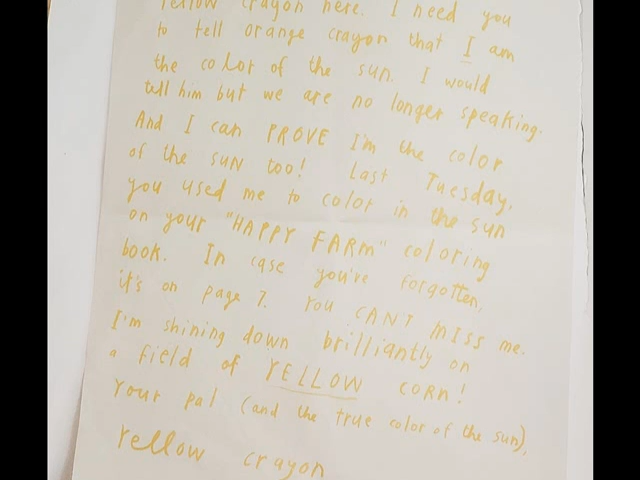 Yellow crayon here. I need you
to tell orange crayon that I am
the color of the sun. I would
tell him but we are no longer speaking.
And I can PROVE I'm the color
of the sun too! Last Tuesday,
you used me to color in the sun
on your "HAPPY FARM" coloring
book. In case you've forgotten,
it's on page 7. You CAN'T MISS me.
I'm shining down brilliantly on
a field of YELLOW corn!
Your pal (and the true color of the sun),
Yellow crayon